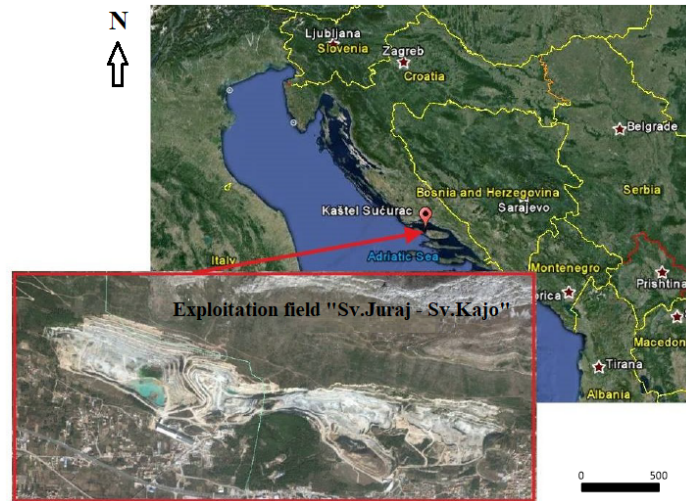 N
Ljubljana
Slovenia
Zagreb
Croatia
Belgrade
Bosnia and Herzegovina
Serbia
Kaštel Sućurac
Sarajevo
Italy
Adriatic Sea
Montenegro
Prishtina
orica
Exploitation field "Sv.Juraj - Sv.Kajo"
Macedon
Tirana
Albania
0 500